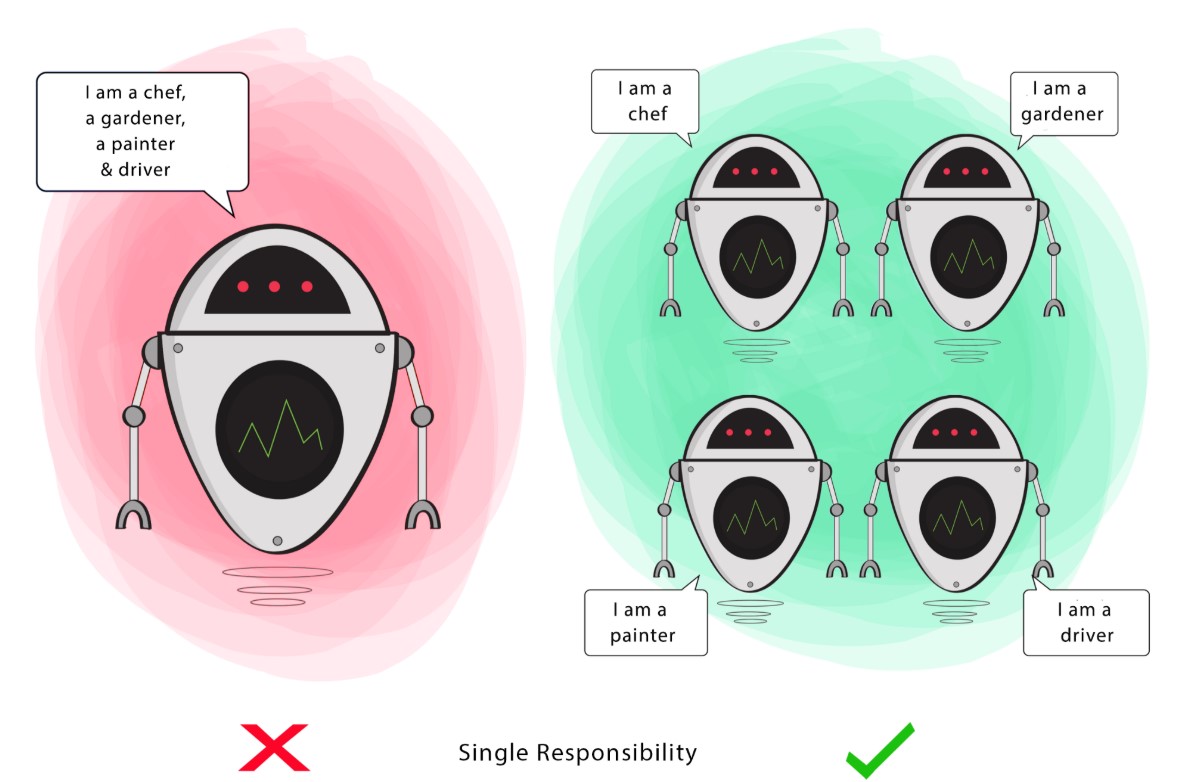 I am a chef,
a gardener,
a painter
& driver
I am a
chef
I am a
gardener
I am a
painter
I am a
driver
Single Responsibility